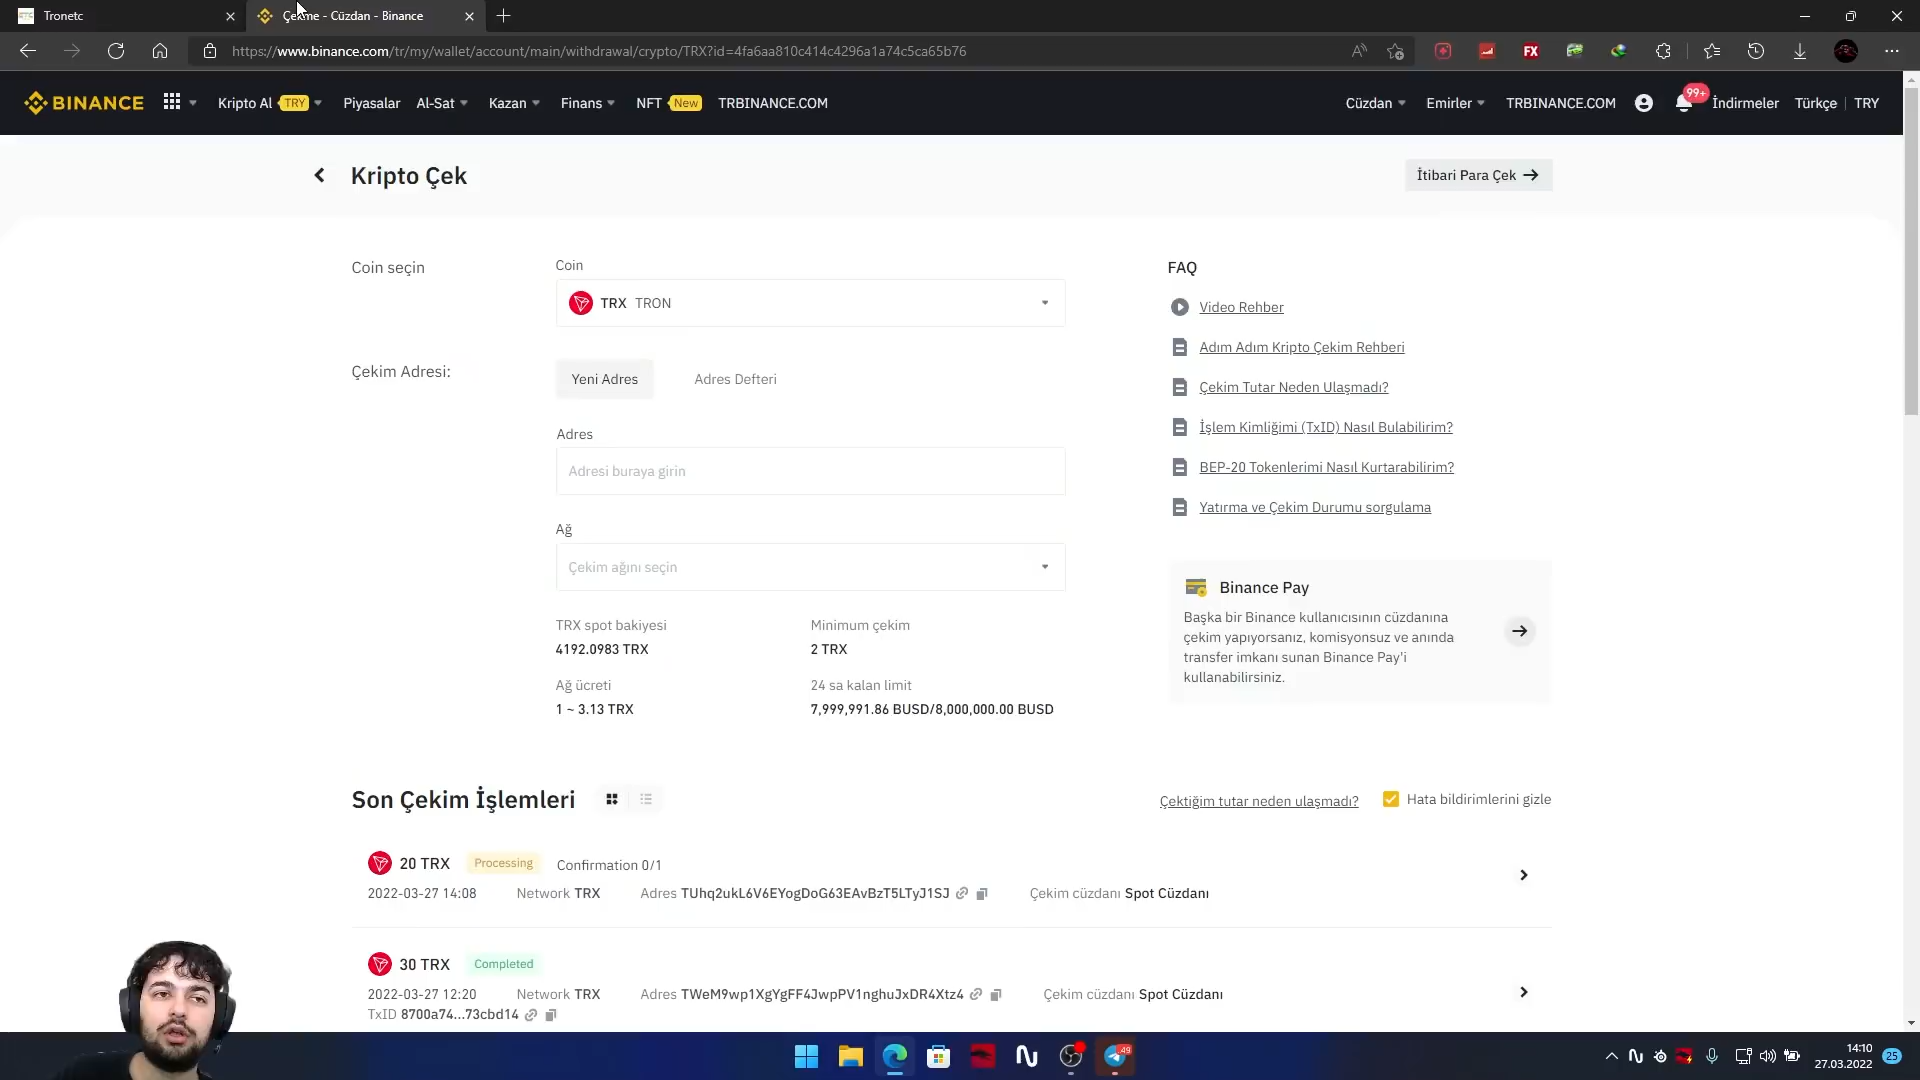 Tronetc
Çekme - Cüzdan - Binance
https://www.binance.com/tr/my/wallet/account/main/withdrawal/crypto/TRX?id=4fa6aa810c414c4296a1a74c5ca65b76
FX
BINANCE
Kripto Al TRY
Piyasalar
Al-Sat
Kazan
Finans
NFT New
TRBINANCE.COM
Cüzdan
Emirler
TRBINANCE.COM
99+
İndirmeler
Türkçe
TRY
Kripto Çek
İtibari Para Çek
Coin seçin
Coin
TRX TRON
Çekim Adresi:
Yeni Adres
Adres Defteri
Adres
Adresi buraya girin
Ağ
Çekim ağını seçin
TRX spot bakiyesi
4192.0983 TRX
Minimum çekim
2 TRX
Ağ ücreti
1 ~ 3.13 TRX
24 sa kalan limit
7,999,991.86 BUSD/8,000,000.00 BUSD
FAQ
Video Rehber
Adım Adım Kripto Çekim Rehberi
Çekim Tutar Neden Ulaşmadı?
İşlem Kimliğimi (TxID) Nasıl Bulabilirim?
BEP-20 Tokenlerimi Nasıl Kurtarabilirim?
Yatırma ve Çekim Durumu sorgulama
Binance Pay
Başka bir Binance kullanıcısının cüzdanına
çekim yapıyorsanız, komisyonsuz ve anında
transfer imkanı sunan Binance Pay'i
kullanabilirsiniz.
Son Çekim İşlemleri
Çektiğim tutar neden ulaşmadı?
Hata bildirimlerini gizle
20 TRX Processing Confirmation 0/1
2022-03-27 14:08 Network TRX Adres TUhq2ukL6V6EYogDoG63EAvBzT5LTyJ1SJ Çekim cüzdanı Spot Cüzdanı
30 TRX Completed
2022-03-27 12:20 Network TRX Adres TWeM9wp1XgYgFF4JwpPV1nghuJxDR4Xtz4 Çekim cüzdanı Spot Cüzdanı
TxID 8700a74...73cbd14
49
14:10
27.03.2022
25